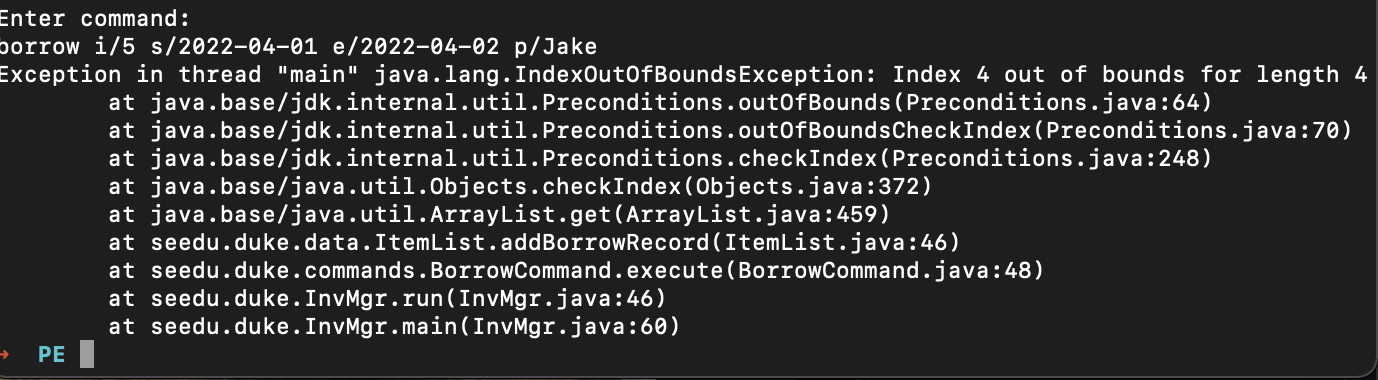 Enter command:
borrow i/5 s/2022-04-01 e/2022-04-02 p/Jake
Exception in thread "main" java.lang.IndexOutOfBoundsException: Index 4 out of bounds for length 4
        at java.base/jdk.internal.util.Preconditions.outOfBounds(Preconditions.java:64)
        at java.base/jdk.internal.util.Preconditions.outOfBoundsCheckIndex(Preconditions.java:70)
        at java.base/jdk.internal.util.Preconditions.checkIndex(Preconditions.java:248)
        at java.base/java.util.Objects.checkIndex(Objects.java:372)
        at java.base/java.util.ArrayList.get(ArrayList.java:459)
        at seedu.duke.data.ItemList.addBorrowRecord(ItemList.java:46)
        at seedu.duke.commands.BorrowCommand.execute(BorrowCommand.java:48)
        at seedu.duke.InvMgr.run(InvMgr.java:46)
        at seedu.duke.InvMgr.main(InvMgr.java:60)
→ PE